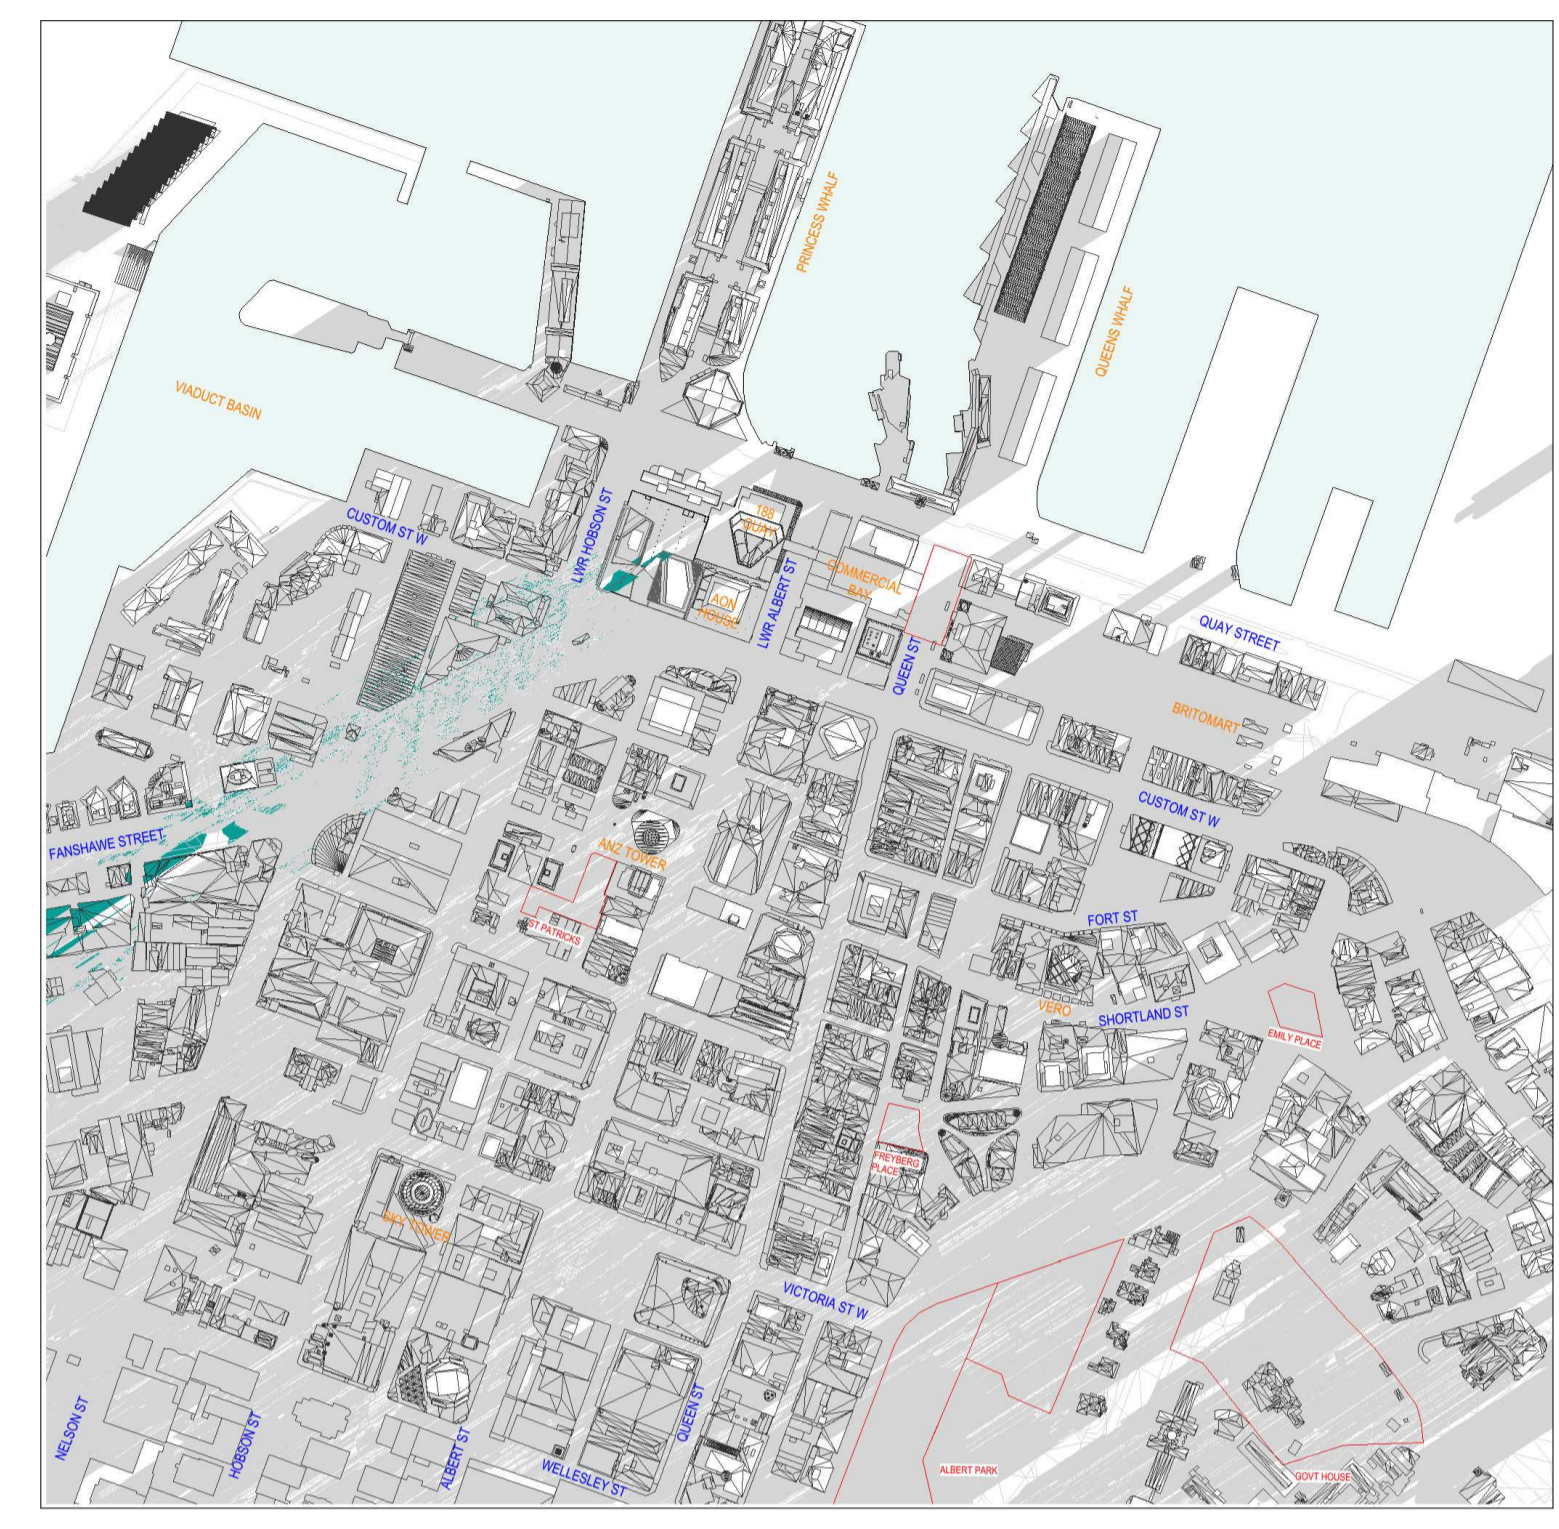 PRINCESS WHALF
QUEENS WHALF
VIADUCT BASIN
CUSTOM ST W
LWR HOBSON ST
188
QUAY
AON
HOUSE
LWR ALBERT ST
COMMERCIAL
BAY
QUEEN ST
QUAY STREET
BRITOMART
CUSTOM ST W
FANSHAWE STREET
ANZ TOWER
ST PATRICKS
FORT ST
VERO
SHORTLAND ST
EMILY PLACE
FREYBERG
PLACE
SKY TOWER
VICTORIA ST W
NELSON ST
HOBSON ST
ALBERT ST
WELLESLEY ST
QUEEN ST
ALBERT PARK
GOVT HOUSE